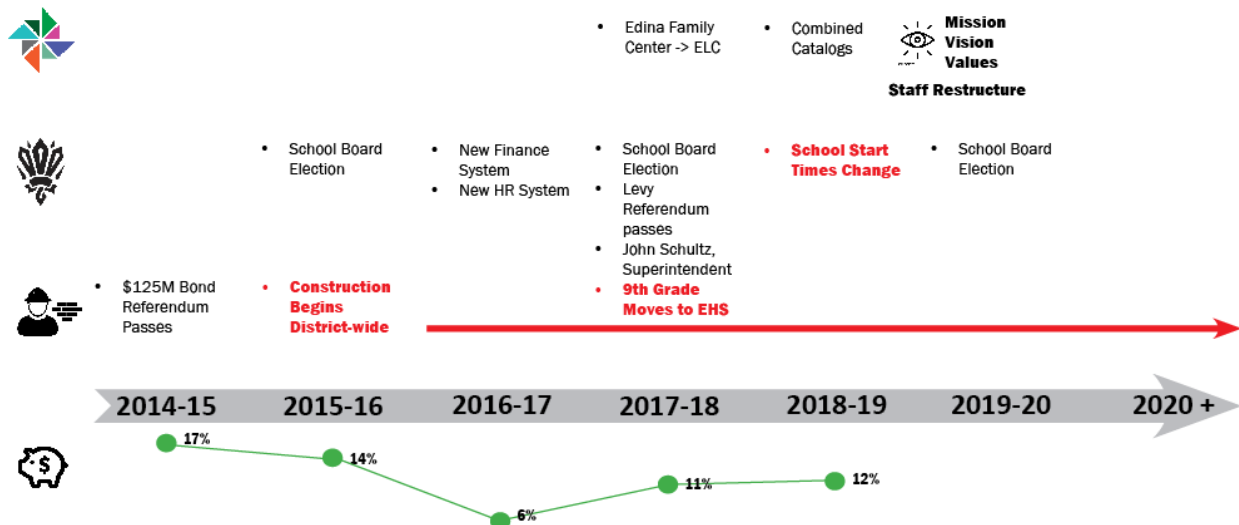 • Edina Family
Center -> ELC
• Combined
Catalogs
Mission
Vision
Values
Staff Restructure
• School Board
Election
• New Finance
System
• New HR System
• School Board
Election
• Levy
Referendum
passes
• John Schultz,
Superintendent
• 9th Grade
Moves to EHS
• School Start
Times Change
• School Board
Election
• $125M Bond
Referendum
Passes
• Construction
Begins
District-wide
2014-15 2015-16 2016-17 2017-18 2018-19 2019-20 2020 +
$
17%
14%
6%
11%
12%